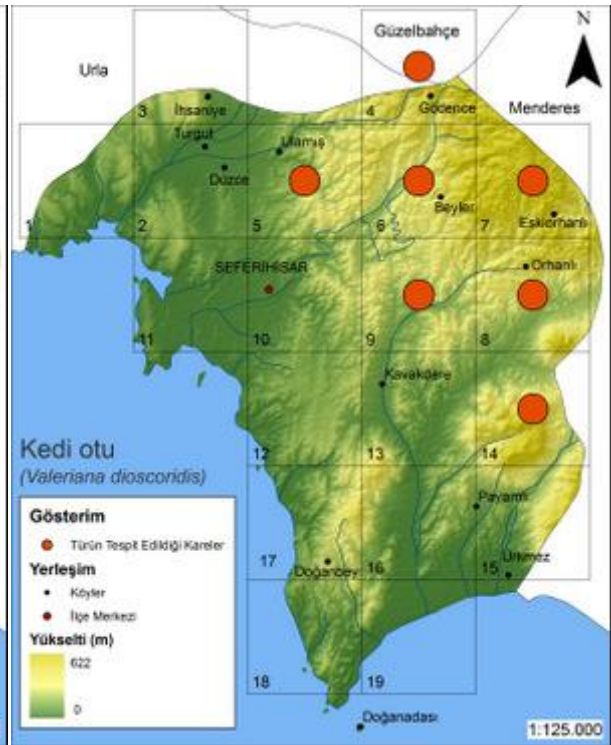 Güzelbahçe
N
Urla
3
4
İhsaniye
Gödence
Menderes
Turgut
Ulamış
Düzce
Beyler
1
2
5
6
7
Eskiorhanlı
SEFERİHİSAR
Orhanlı
11
10
9
8
Kavakdere
Kedi otu
(Valeriana dioscoridis)
12
13
14
Payamlı
Gösterim
Türün Tespit Edildiği Kareler
Yerleşim
Köyler
İlçe Merkezi
Yükselti (m)
622
0
17
Doğanbey
16
15
Ürkmez
18
19
Doğanadası
1:125.000